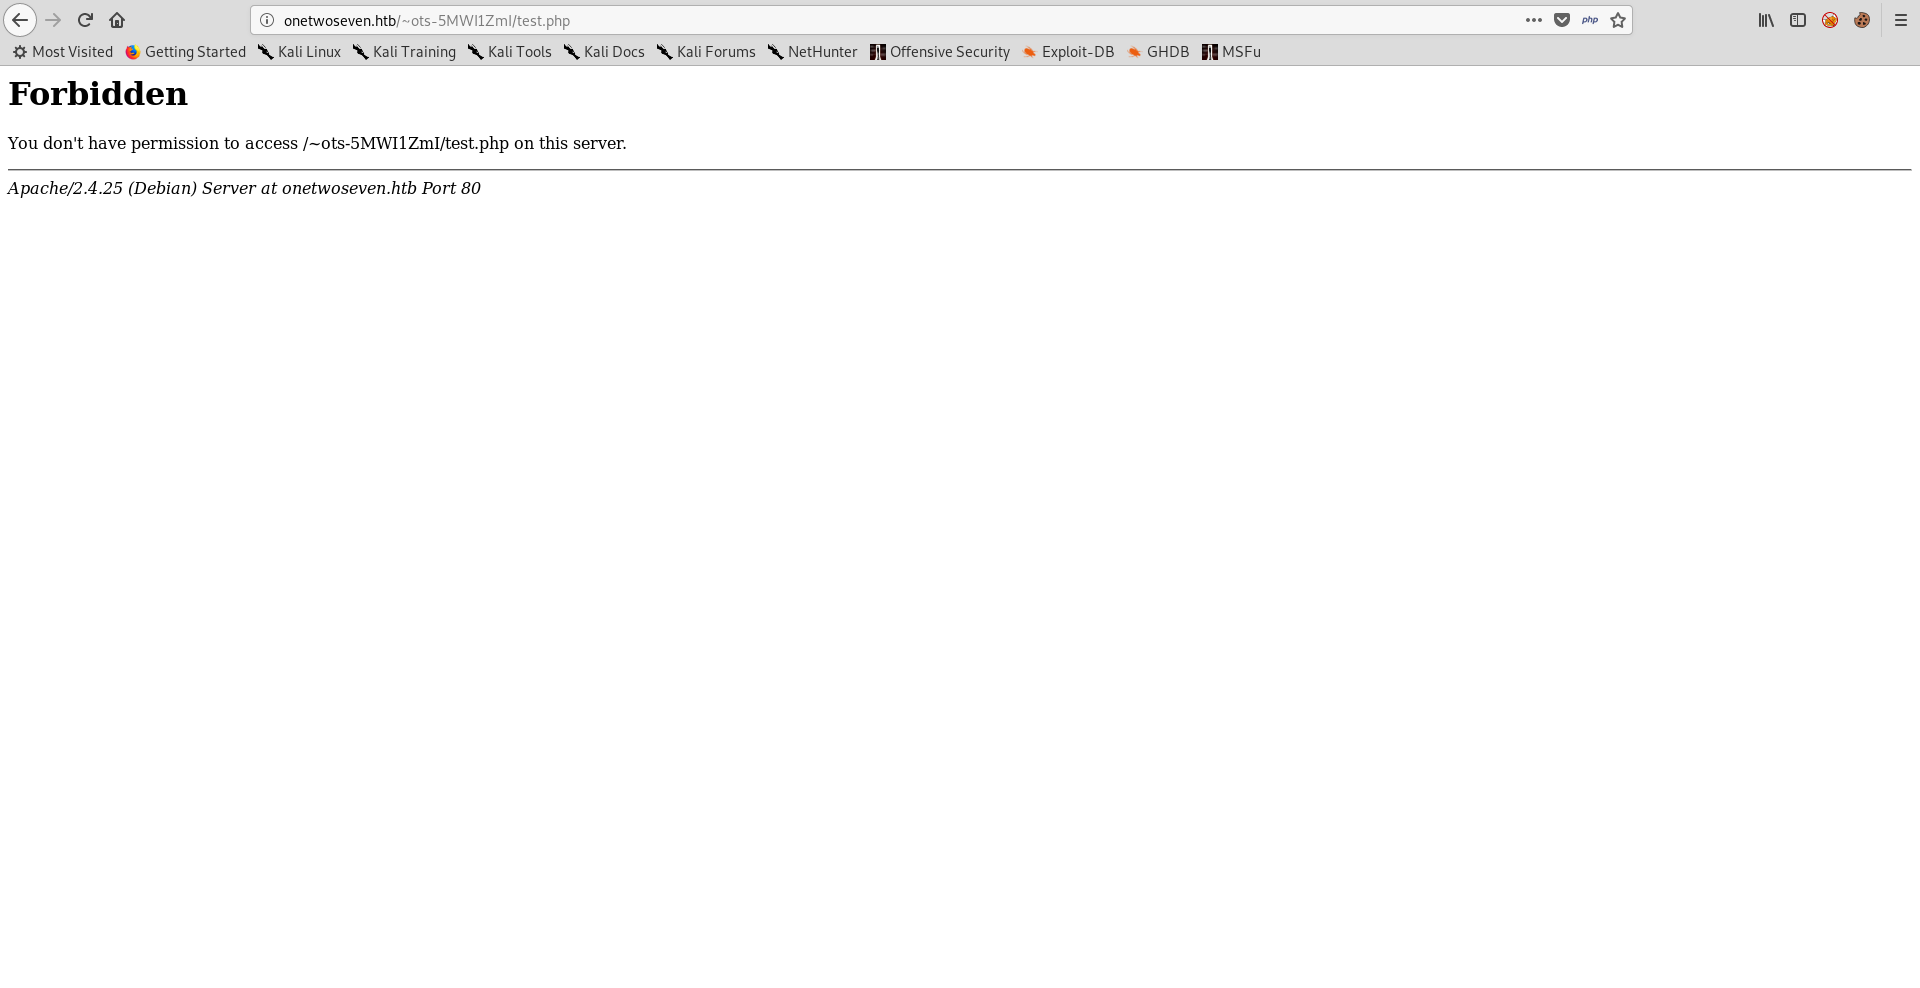 onetwoseven.htb/~ots-5MWI1ZmI/test.php
php
Most Visited Getting Started Kali Linux Kali Training Kali Tools Kali Docs Kali Forums NetHunter Offensive Security Exploit-DB GHDB MSFu
Forbidden
You don't have permission to access /~ots-5MWI1ZmI/test.php on this server.
Apache/2.4.25 (Debian) Server at onetwoseven.htb Port 80